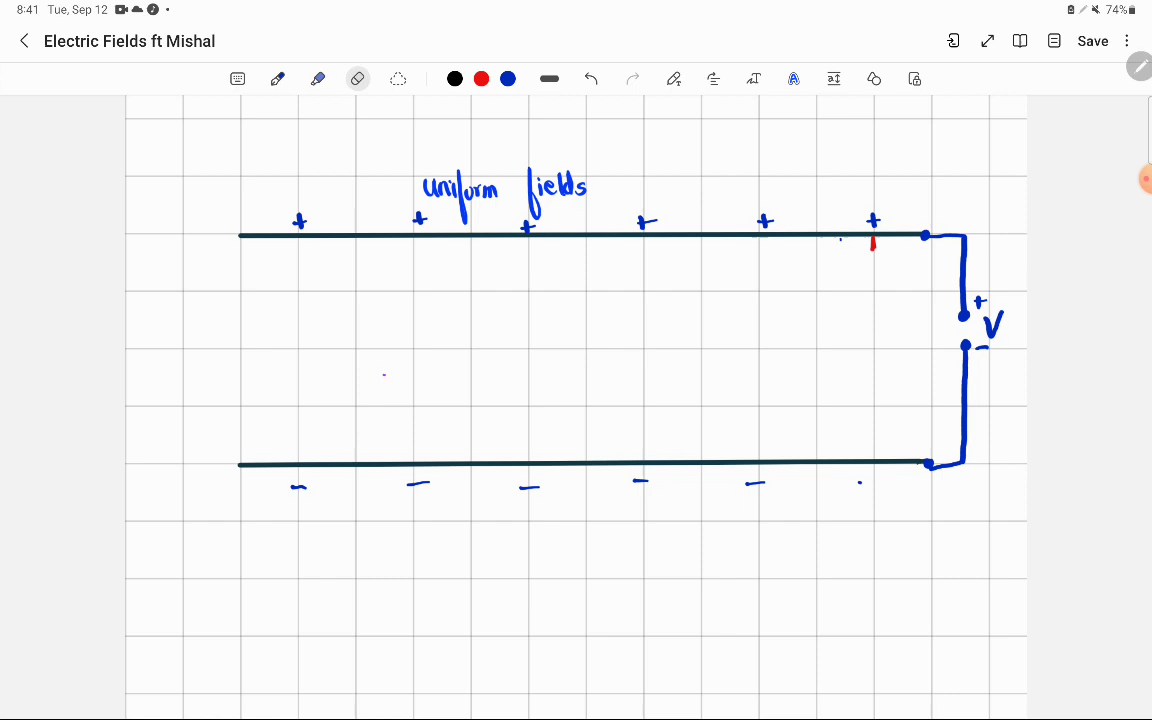 8:41 Tue, Sep 12 74%
Electric Fields ft Mishal
Save
uniform fields
+ + + + + +
+
V
-
- - - - -